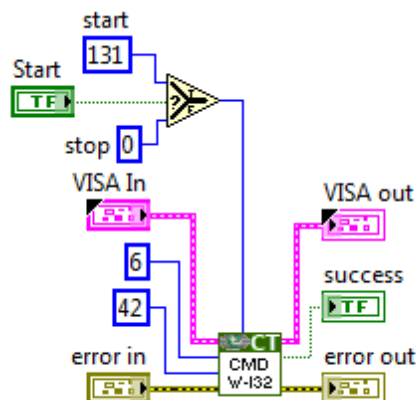 start
131
Start
TF
?
T
F
stop 0
VISA In
VISA out
6
success
42
TF
CT
CMD
W-I32
error in
error out